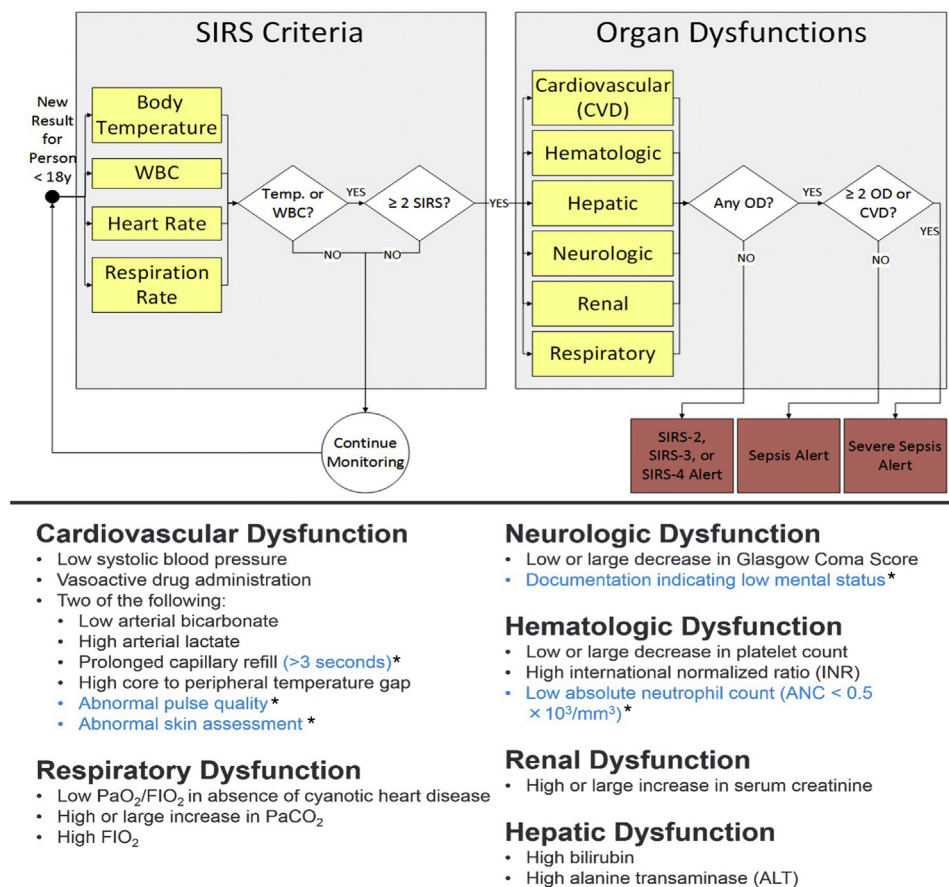 SIRS Criteria
New
Result
for
Person
< 18y
Body
Temperature
WBC
Heart Rate
Respiration
Rate
Temp. or
WBC?
YES
≥ 2 SIRS?
YES
NO
NO
Continue
Monitoring
Organ Dysfunctions
Cardiovascular
(CVD)
Hematologic
Hepatic
Neurologic
Renal
Respiratory
Any OD?
YES
≥ 2 OD or
CVD?
YES
NO
NO
SIRS-2,
SIRS-3, or
SIRS-4 Alert
Sepsis Alert
Severe Sepsis
Alert
Cardiovascular Dysfunction
• Low systolic blood pressure
• Vasoactive drug administration
• Two of the following:
• Low arterial bicarbonate
• High arterial lactate
• Prolonged capillary refill (>3 seconds)*
• High core to peripheral temperature gap
• Abnormal pulse quality*
• Abnormal skin assessment *
Respiratory Dysfunction
• Low PaO₂/FIO₂ in absence of cyanotic heart disease
• High or large increase in PaCO₂
• High FIO₂
Neurologic Dysfunction
• Low or large decrease in Glasgow Coma Score
• Documentation indicating low mental status*
Hematologic Dysfunction
• Low or large decrease in platelet count
• High international normalized ratio (INR)
• Low absolute neutrophil count (ANC < 0.5
× 10³/mm³)*
Renal Dysfunction
• High or large increase in serum creatinine
Hepatic Dysfunction
• High bilirubin
• High alanine transaminase (ALT)